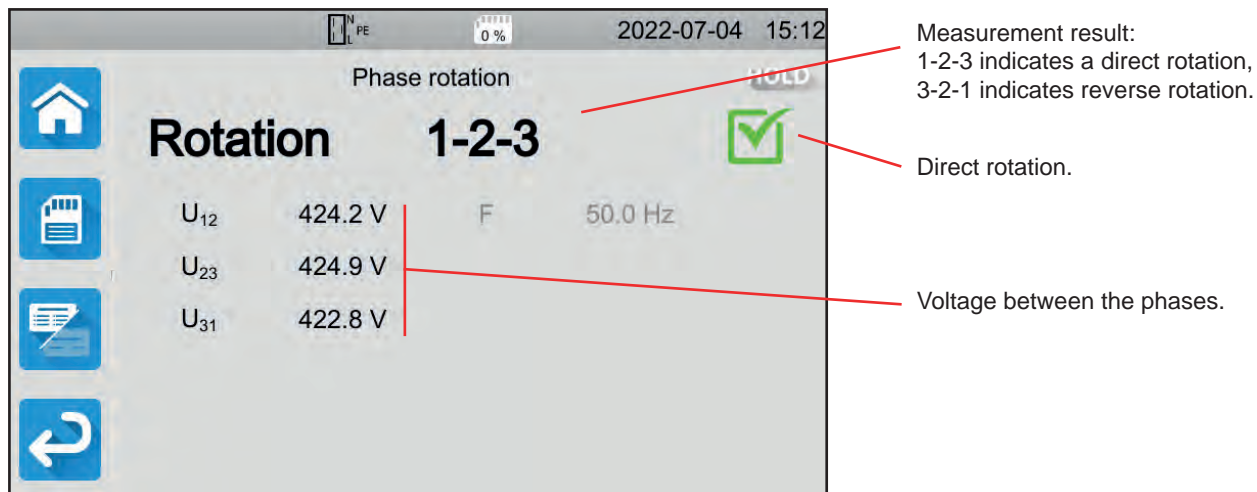 N PE L 0 % 2022-07-04 15:12
Phase rotation HOLD
Rotation 1-2-3
U12 424.2 V F 50.0 Hz
U23 424.9 V
U31 422.8 V
Measurement result:
1-2-3 indicates a direct rotation,
3-2-1 indicates reverse rotation.
Direct rotation.
Voltage between the phases.